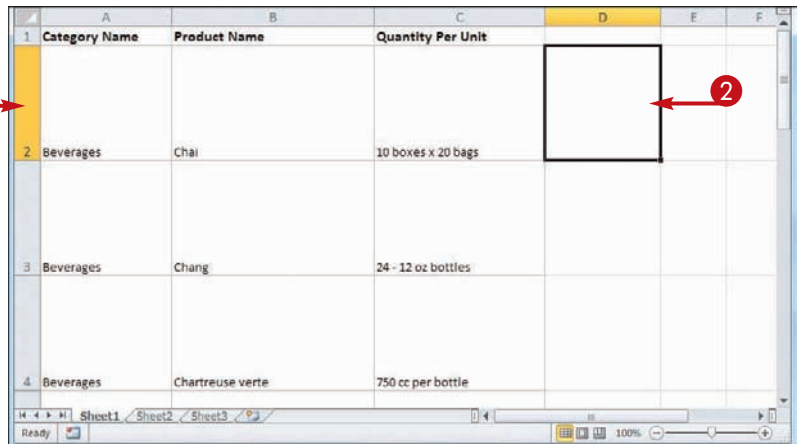 A B C D E F
1 Category Name Product Name Quantity Per Unit
2
2 Beverages Chai 10 boxes x 20 bags
3 Beverages Chang 24 - 12 oz bottles
4 Beverages Chartreuse verte 750 cc per bottle
Sheet1 Sheet2 Sheet3
Ready 100%